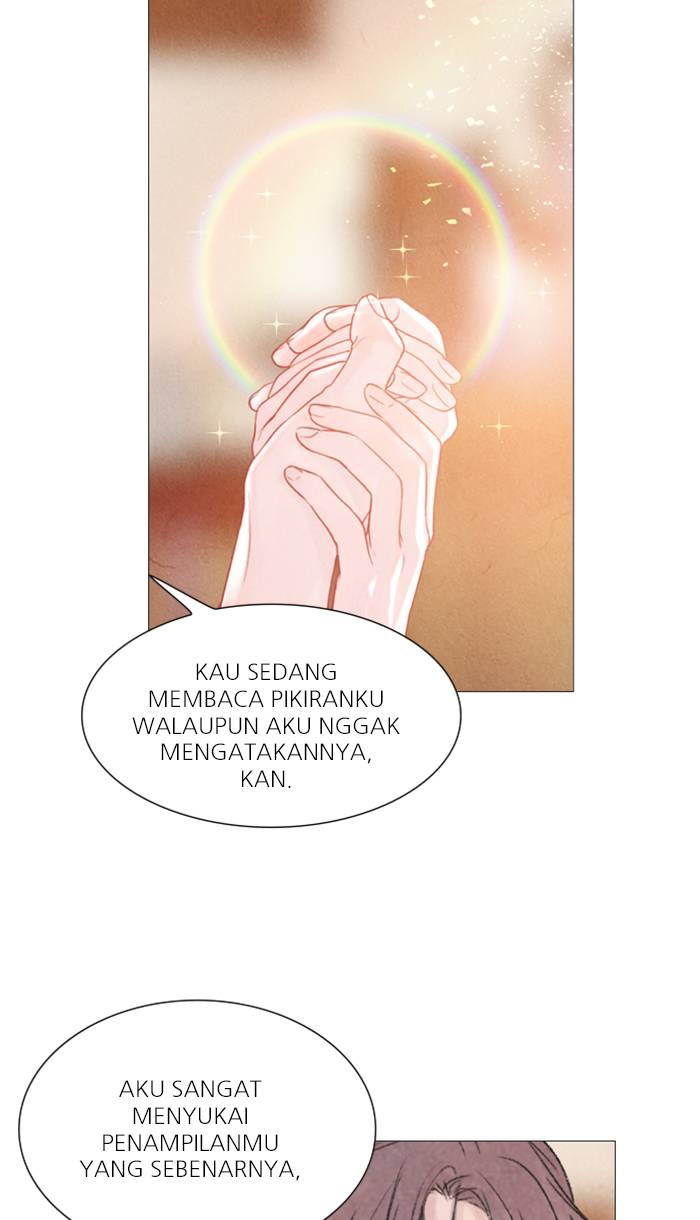 KAU SEDANG
MEMBACA PIKIRANKU
WALAUPUN AKU NGGAK
MENGATAKANNYA,
KAN.
AKU SANGAT
MENYUKAI
PENAMPILANMU
YANG SEBENARNYA,